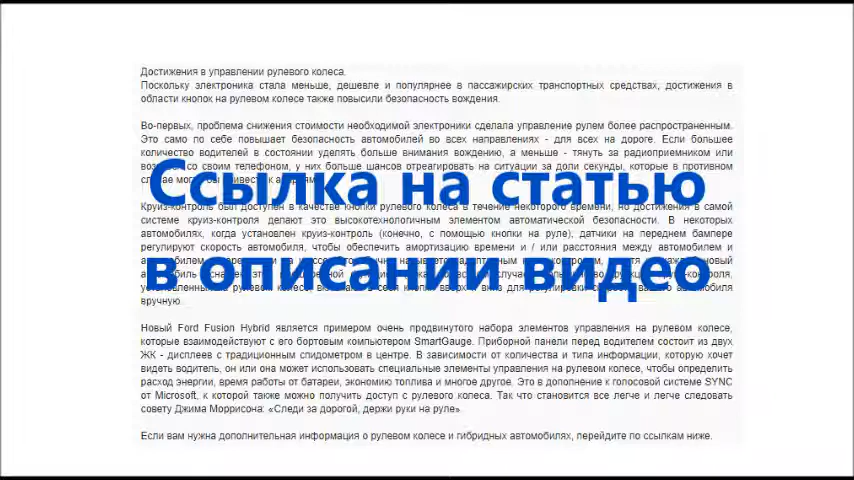 Достижения в управлении рулевого колеса.
Поскольку электроника стала меньше, дешевле и популярнее в пассажирских транспортных средствах, достижения в
области кнопок на рулевом колесе также повысили безопасность вождения.
Во-первых, проблема снижения стоимости необходимой электроники сделала управление рулем более распространенным.
Это само по себе повышает безопасность автомобилей во всех направлениях - для всех на дороге. Если большее
количество водителей в состоянии уделять больше внимания вождению, а меньше - тянуть за радиоприемником или
со своим телефоном, у них больше шансов отреагировать на ситуации за доли секунды, которые в противном
Ссылка на статью
Круиз-контроль был доступен в качестве кнопки рулевого колеса в течение некоторого времени, но достижения в самой
системе круиз-контроля делают это высокотехнологичным элементом автоматической безопасности. В некоторых
автомобилях, когда установлен круиз-контроль (конечно, с помощью кнопки на руле), датчики на переднем бампере
регулируют скорость автомобиля, чтобы обеспечить амортизацию времени и / или расстояния между автомобилем и
в описании видео
вручную.
Новый Ford Fusion Hybrid является примером очень продвинутого набора элементов управления на рулевом колесе,
которые взаимодействуют с его бортовым компьютером SmartGauge. Приборной панели перед водителем состоит из двух
ЖК - дисплеев с традиционным спидометром в центре. В зависимости от количества и типа информации, которую хочет
видеть водитель, он или она может использовать специальные элементы управления на рулевом колесе, чтобы определить
расход энергии, время работы от батареи, экономию топлива и многое другое. Это в дополнение к голосовой системе SYNC
от Microsoft, к которой также можно получить доступ с рулевого колеса. Так что становится все легче и легче следовать
совету Джима Моррисона: «Следи за дорогой, держи руки на руле».
Если вам нужна дополнительная информация о рулевом колесе и гибридных автомобилях, перейдите по ссылкам ниже.